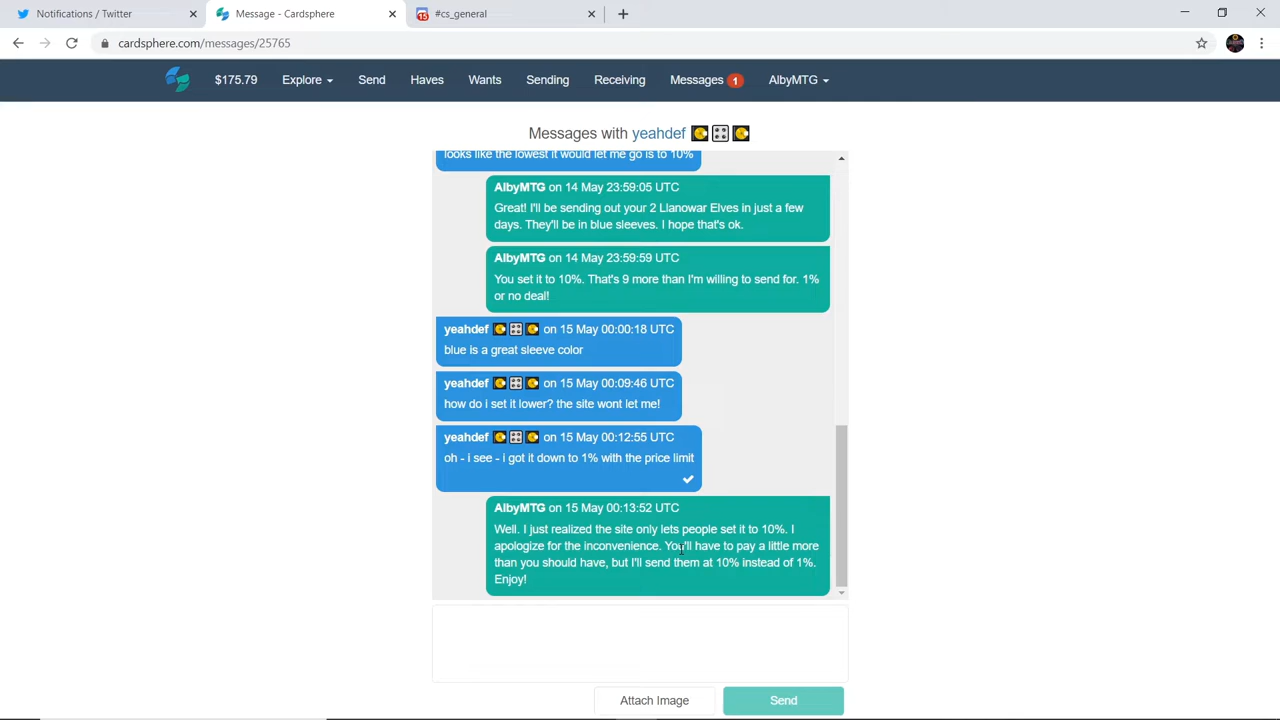 Notifications / Twitter
Message - Cardsphere
15
#cs_general
cardsphere.com/messages/25765
$175.79
Explore
Send
Haves
Wants
Sending
Receiving
Messages 1
AlbyMTG
Messages with yeahdef
looks like the lowest it would let me go is to 10%
AlbyMTG on 14 May 23:59:05 UTC
Great! I'll be sending out your 2 Llanowar Elves in just a few
days. They'll be in blue sleeves. I hope that's ok.
AlbyMTG on 14 May 23:59:59 UTC
You set it to 10%. That's 9 more than I'm willing to send for. 1%
or no deal!
yeahdef on 15 May 00:00:18 UTC
blue is a great sleeve color
yeahdef on 15 May 00:09:46 UTC
how do i set it lower? the site wont let me!
yeahdef on 15 May 00:12:55 UTC
oh - i see - i got it down to 1% with the price limit
AlbyMTG on 15 May 00:13:52 UTC
Well. I just realized the site only lets people set it to 10%. I
apologize for the inconvenience. You'll have to pay a little more
than you should have, but I'll send them at 10% instead of 1%.
Enjoy!
Attach Image
Send